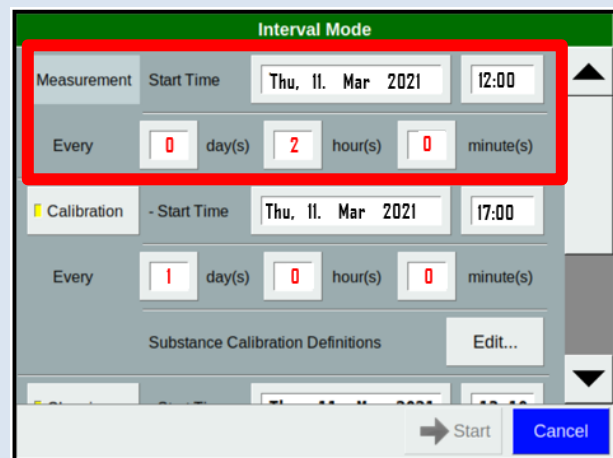 Interval Mode
Measurement Start Time Thu, 11. Mar 2021 12:00
Every 0 day(s) 2 hour(s) 0 minute(s)
Calibration - Start Time Thu, 11. Mar 2021 17:00
Every 1 day(s) 0 hour(s) 0 minute(s)
Substance Calibration Definitions Edit...
Start Cancel